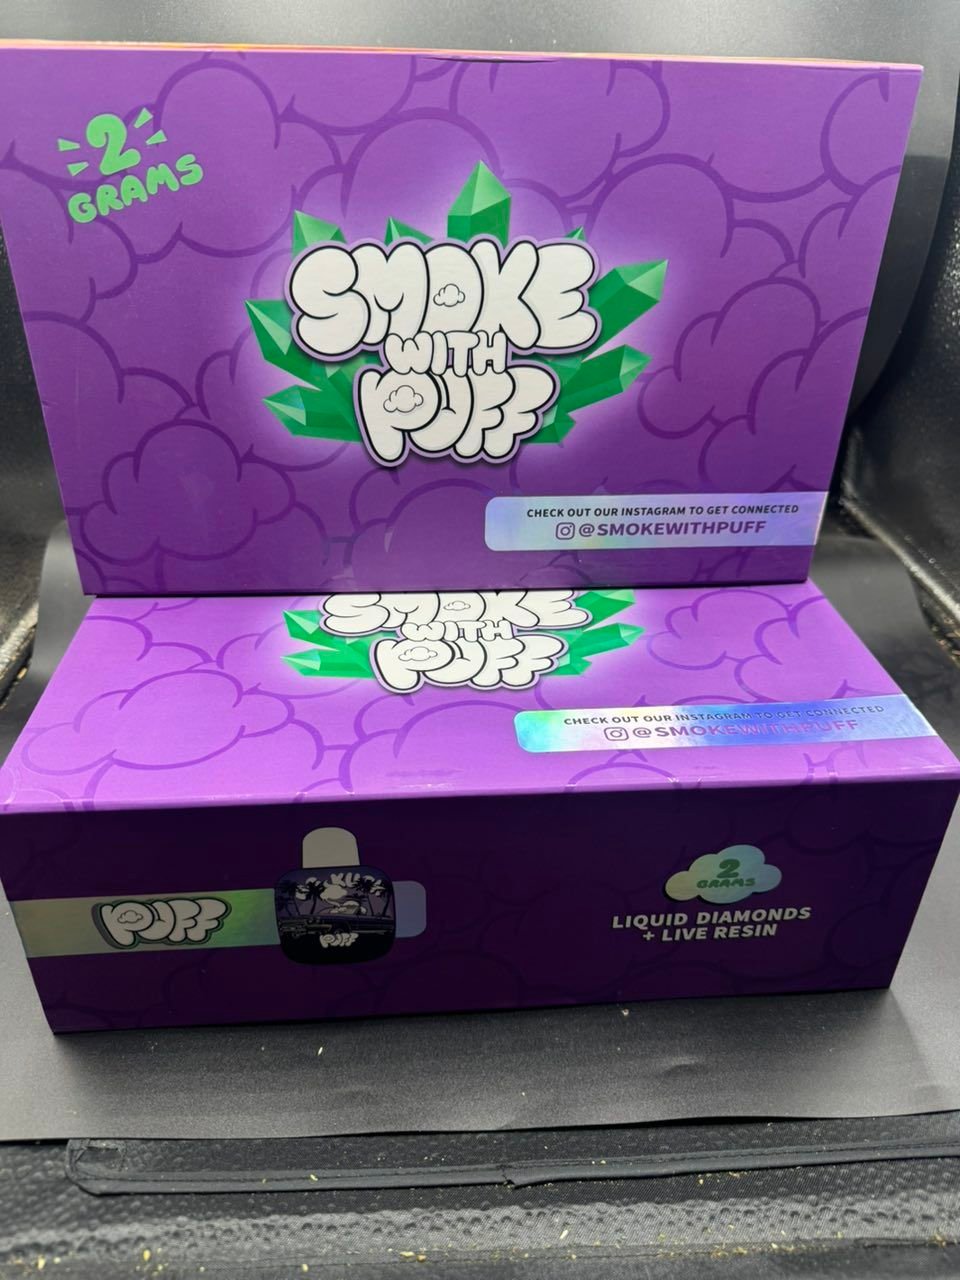 2
GRAMS
SMOKE
WITH
PUFF
CHECK OUT OUR INSTAGRAM TO GET CONNECTED
@SMOKEWITHPUFF
SMOKE
WITH
PUFF
CHECK OUT OUR INSTAGRAM TO GET CONNECTED
@SMOKEWITHPUFF
PUFF
PUFF
2
GRAMS
LIQUID DIAMONDS
+ LIVE RESIN